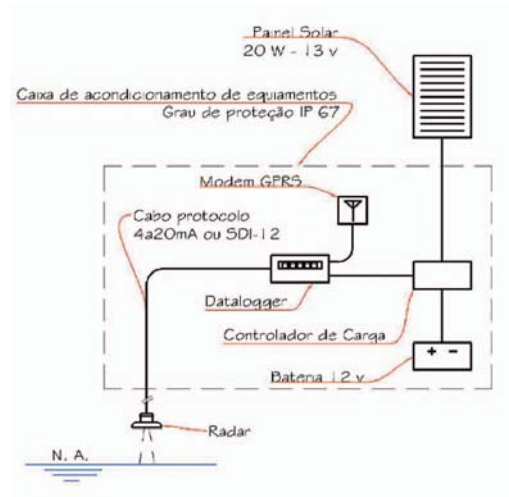 Painel Solar
20 W - 13 v
Caixa de acondicionamento de equiamentos
Grau de proteção IP 67
Modem GPRS
Cabo protocolo
4a20mA ou SDI-12
Datalogger
Controlador de Carga
+ -
Bateria 12 v
Radar
N. A.